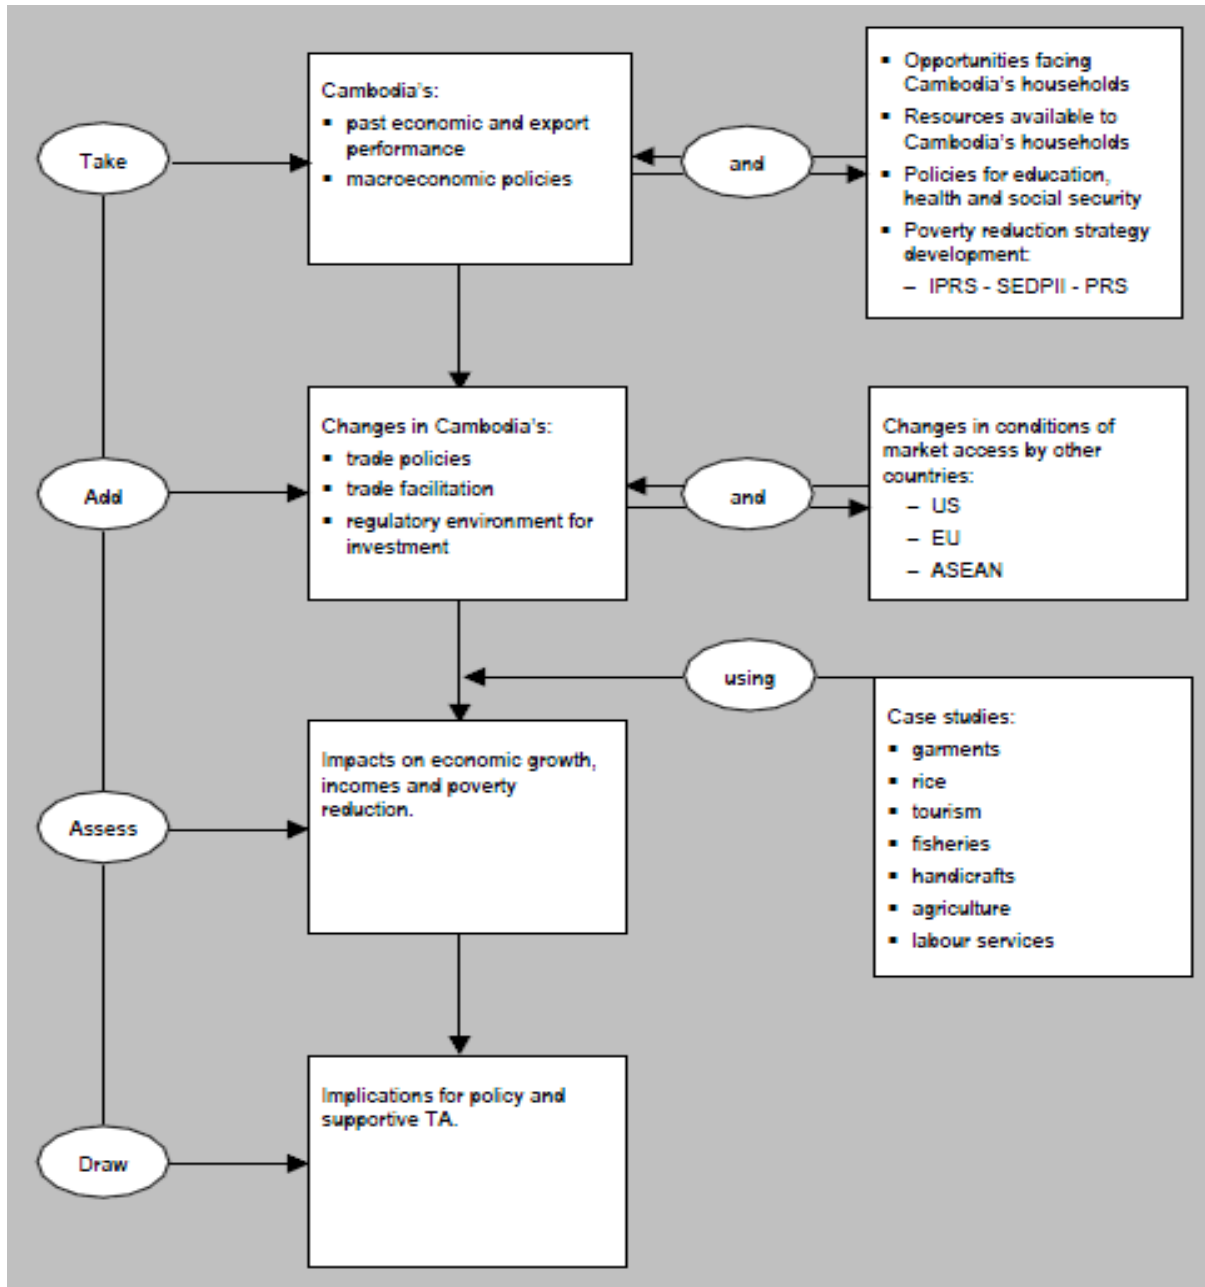 Take
Cambodia's:
▪ past economic and export
performance
▪ macroeconomic policies
and
▪ Opportunities facing
Cambodia's households
▪ Resources available to
Cambodia's households
▪ Policies for education,
health and social security
▪ Poverty reduction strategy
development:
– IPRS - SEDPII - PRS
Add
Changes in Cambodia's:
▪ trade policies
▪ trade facilitation
▪ regulatory environment for
investment
and
Changes in conditions of
market access by other
countries:
– US
– EU
– ASEAN
using
Case studies:
▪ garments
▪ rice
▪ tourism
▪ fisheries
▪ handicrafts
▪ agriculture
▪ labour services
Assess
Impacts on economic growth,
incomes and poverty
reduction.
Draw
Implications for policy and
supportive TA.